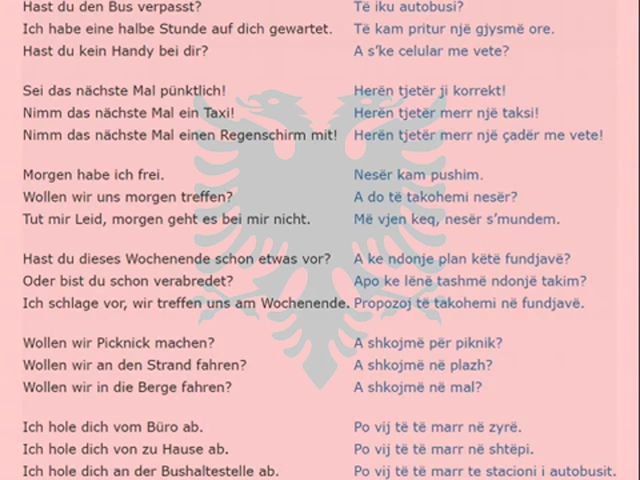 Hast du den Bus verpasst? Të iku autobusi?
Ich habe eine halbe Stunde auf dich gewartet. Të kam pritur një gjysmë ore.
Hast du kein Handy bei dir? A s’ke celular me vete?
Sei das nächste Mal pünktlich! Herën tjetër ji korrekt!
Nimm das nächste Mal ein Taxi! Herën tjetër merr një taksi!
Nimm das nächste Mal einen Regenschirm mit! Herën tjetër merr një çadër me vete!
Morgen habe ich frei. Nesër kam pushim.
Wollen wir uns morgen treffen? A do të takohemi nesër?
Tut mir Leid, morgen geht es bei mir nicht. Më vjen keq, nesër s’mundem.
Hast du dieses Wochenende schon etwas vor? A ke ndonje plan këtë fundjavë?
Oder bist du schon verabredet? Apo ke lënë tashmë ndonjë takim?
Ich schlage vor, wir treffen uns am Wochenende. Propozoj të takohemi në fundjavë.
Wollen wir Picknick machen? A shkojmë për piknik?
Wollen wir an den Strand fahren? A shkojmë në plazh?
Wollen wir in die Berge fahren? A shkojmë në mal?
Ich hole dich vom Büro ab. Po vij të të marr në zyrë.
Ich hole dich von zu Hause ab. Po vij të të marr në shtëpi.
Ich hole dich an der Bushaltestelle ab. Po vij të të marr te stacioni i autobusit.